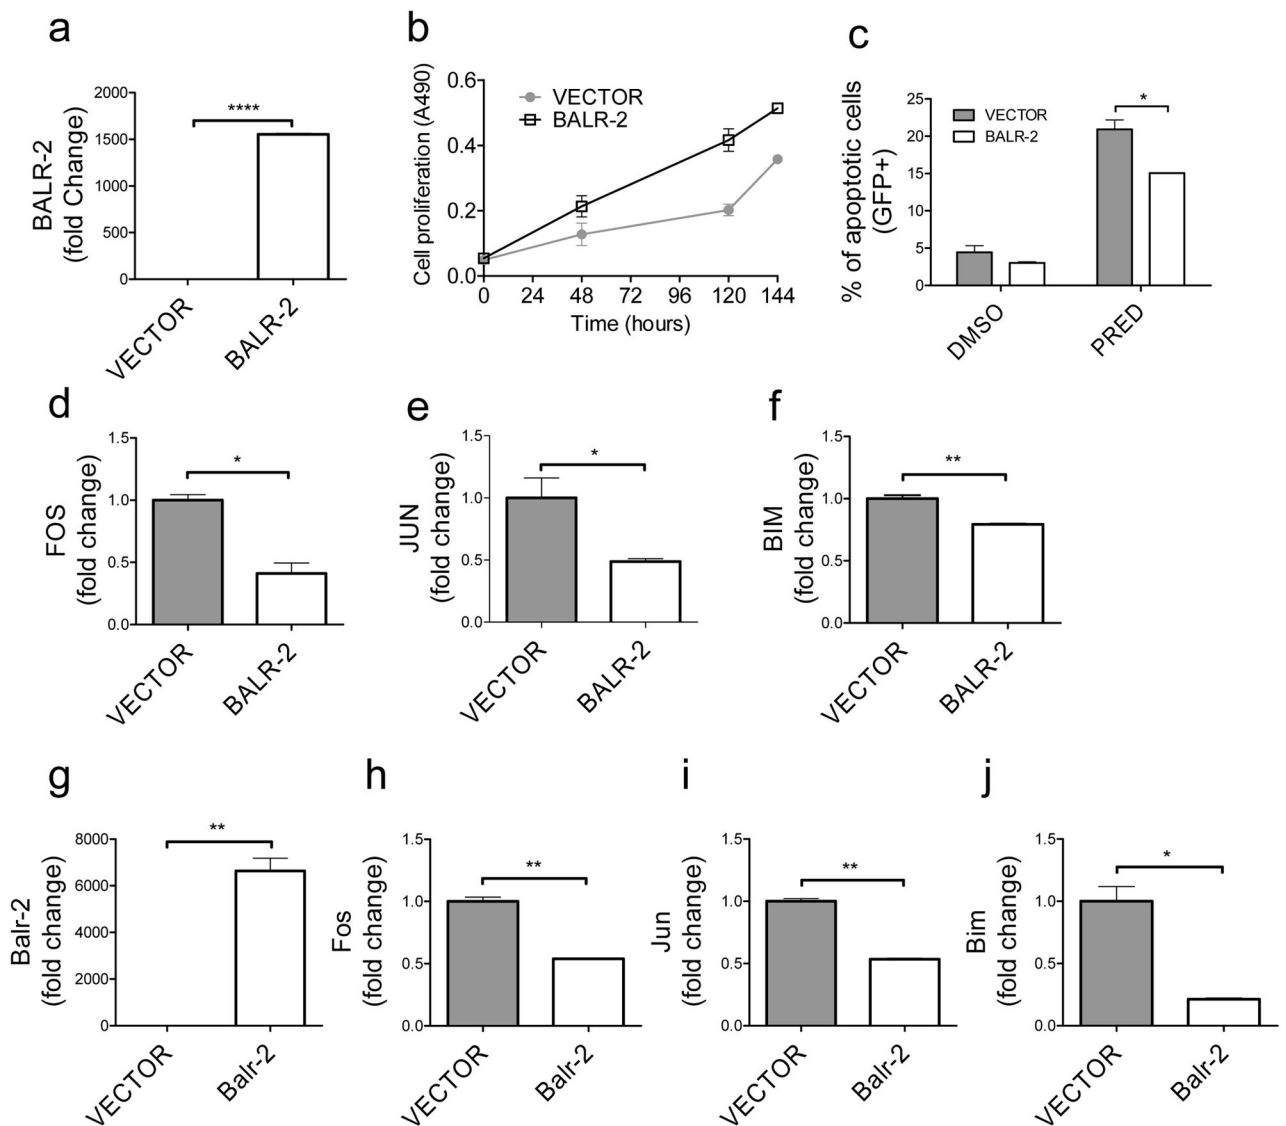 a
BALR-2
(fold Change)
2000
1500
1000
500
0
****
VECTOR
BALR-2
b
Cell proliferation (A490)
0.6
0.4
0.2
0.0
VECTOR
BALR-2
0 24 48 72 96 120 144
Time (hours)
c
% of apoptotic cells
(GFP+)
25
20
15
10
5
0
VECTOR
BALR-2
*
DMSO
PRED
d
FOS
(fold change)
1.5
1.0
0.5
0.0
*
VECTOR
BALR-2
e
JUN
(fold change)
1.5
1.0
0.5
0.0
*
VECTOR
BALR-2
f
BIM
(fold change)
1.5
1.0
0.5
0.0
**
VECTOR
BALR-2
g
Balr-2
(fold change)
8000
6000
4000
2000
0
**
VECTOR
Balr-2
h
Fos
(fold change)
1.5
1.0
0.5
0.0
**
VECTOR
Balr-2
i
Jun
(fold change)
1.5
1.0
0.5
0.0
**
VECTOR
Balr-2
j
Bim
(fold change)
1.5
1.0
0.5
0.0
*
VECTOR
Balr-2